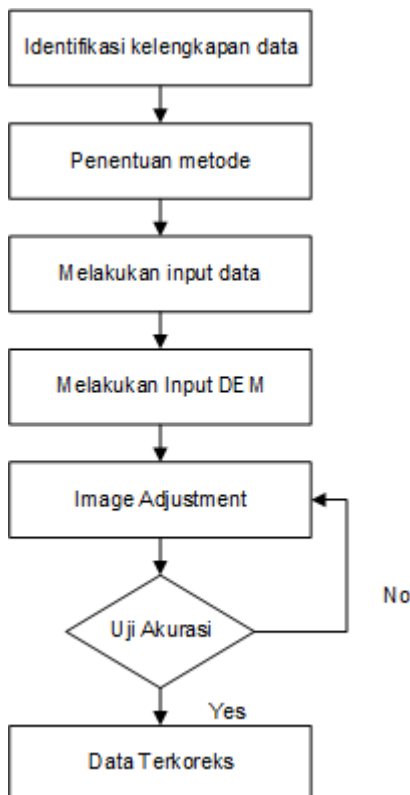 Identifikasi kelengkapan data
Penentuan metode
Melakukan input data
Melakukan Input DEM
Image Adjustment
Uji Akurasi
No
Yes
Data Terkoreks